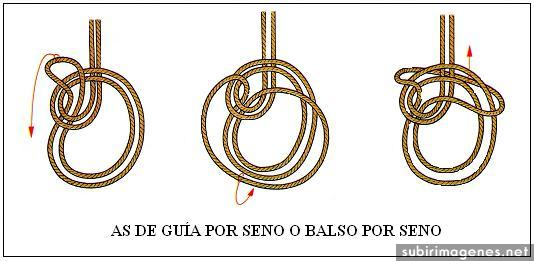 AS DE GUÍA POR SENO O BALSO POR SENO
subirimagenes.net